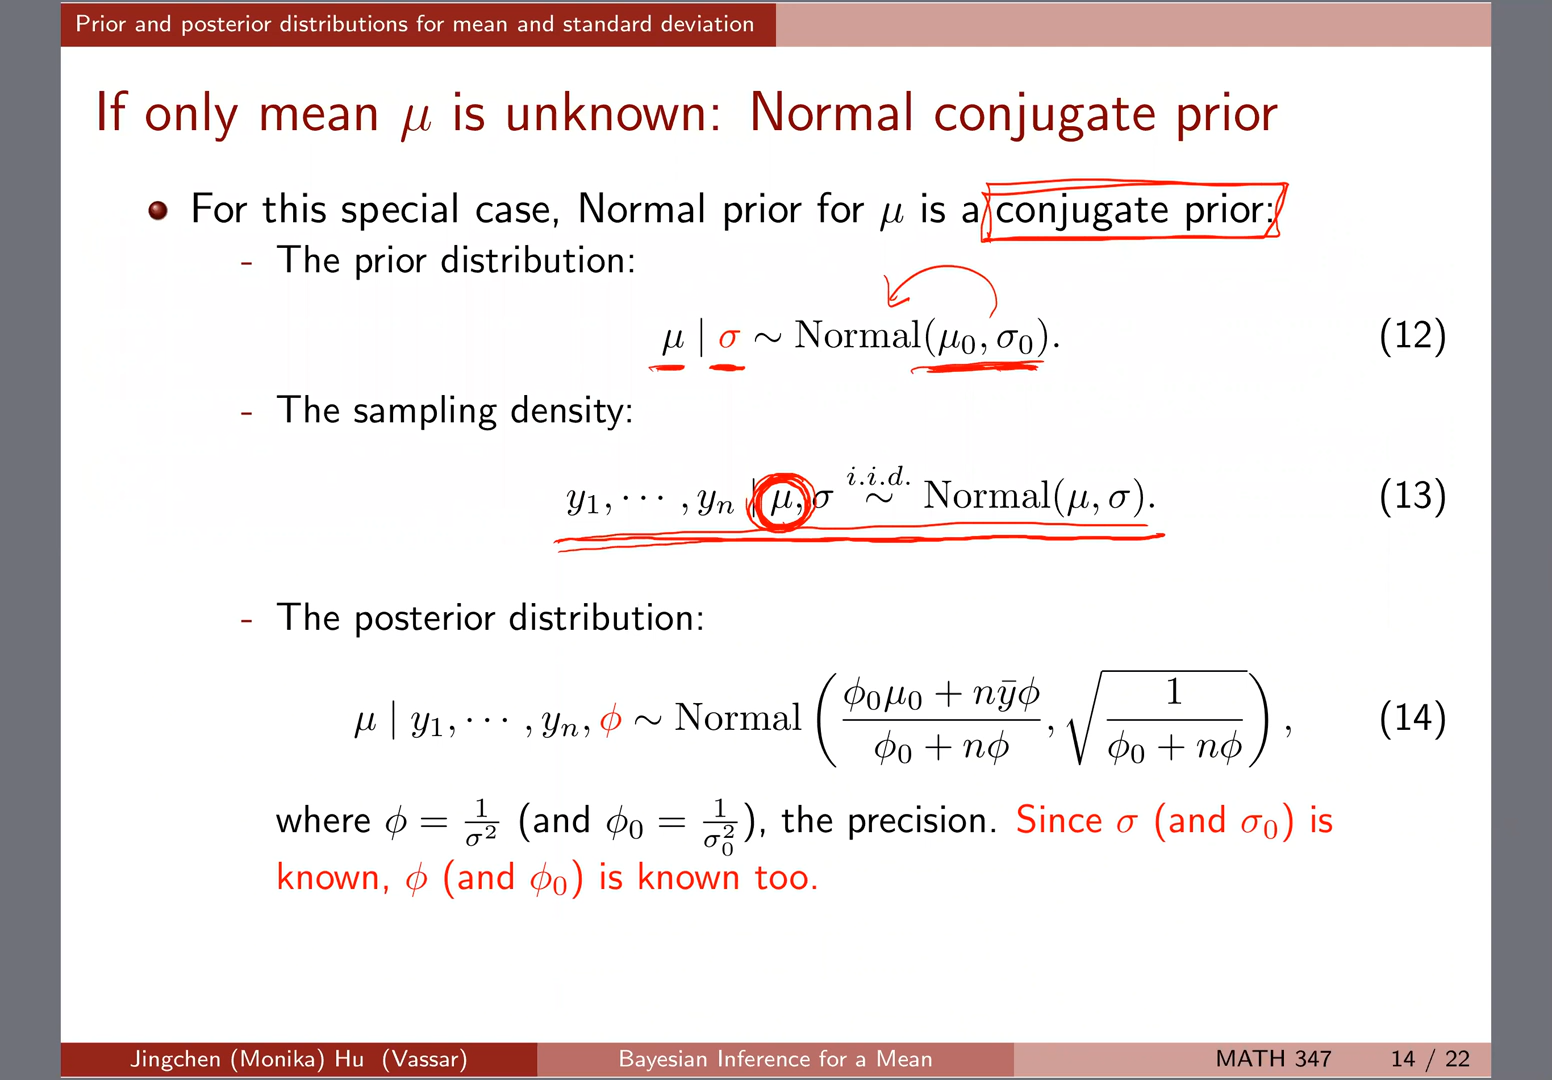 Prior and posterior distributions for mean and standard deviation
If only mean μ is unknown: Normal conjugate prior
For this special case, Normal prior for μ is a conjugate prior:
- The prior distribution:
μ | σ ∼ Normal(μ₀, σ₀). (12)
- The sampling density:
y₁, ⋯ , yₙ | μ, σ i.i.d. ∼ Normal(μ, σ). (13)
- The posterior distribution:
μ | y₁, ⋯ , yₙ, ϕ ∼ Normal ( (ϕ₀μ₀ + nȳϕ)/(ϕ₀ + nϕ), √(1/(ϕ₀ + nϕ)) ), (14)
where ϕ = 1/σ² (and ϕ₀ = 1/σ₀²), the precision. Since σ (and σ₀) is
known, ϕ (and ϕ₀) is known too.
Jingchen (Monika) Hu (Vassar) Bayesian Inference for a Mean MATH 347 14 / 22